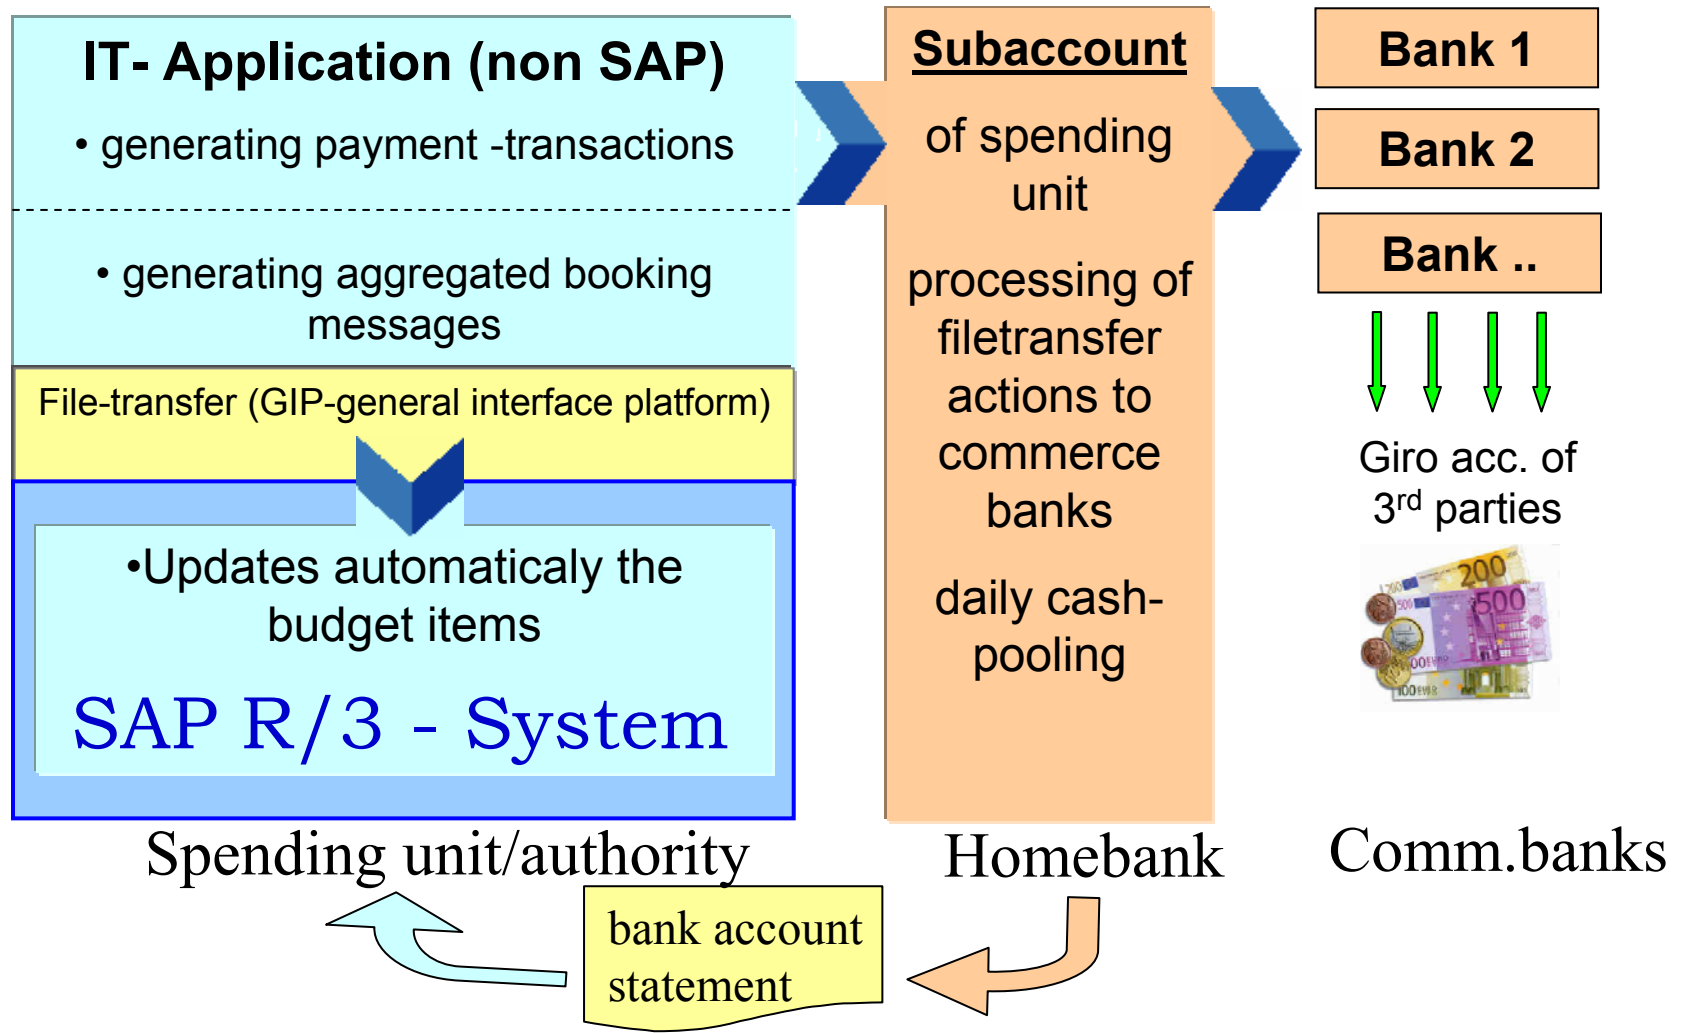 IT- Application (non SAP)
• generating payment -transactions
• generating aggregated booking
messages
File-transfer (GIP-general interface platform)
•Updates automaticaly the
budget items
SAP R/3 - System
Spending unit/authority
Subaccount
of spending
unit
processing of
filetransfer
actions to
commerce
banks
daily cash-
pooling
Homebank
Bank 1
Bank 2
Bank ..
Giro acc. of
3rd parties
200
500
Comm.banks
bank account
statement